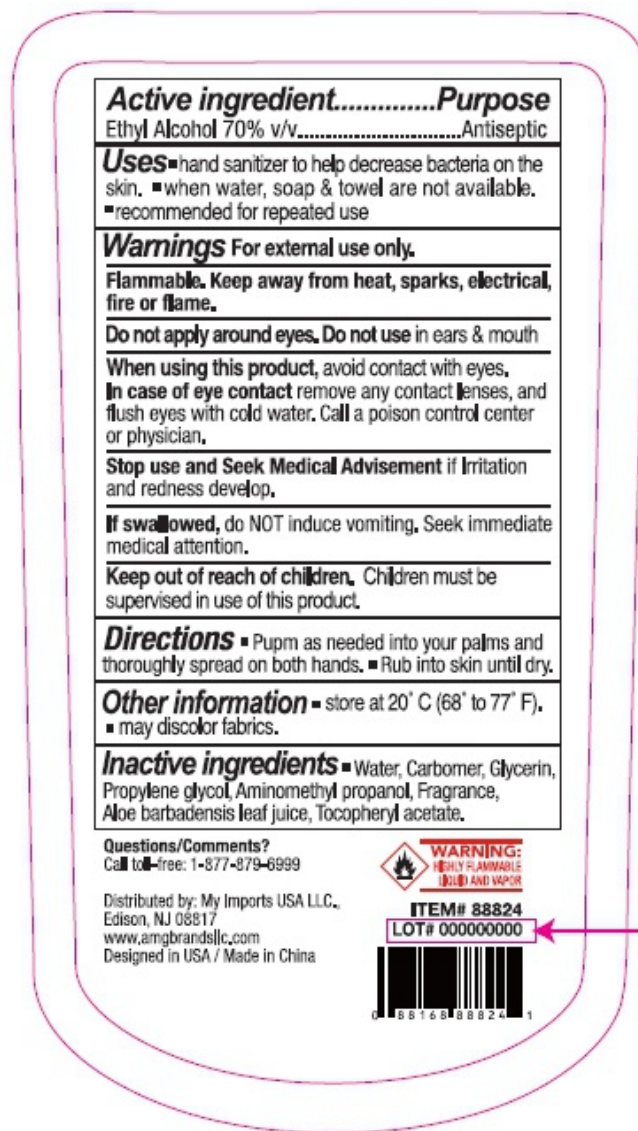 Active ingredient..............Purpose
Ethyl Alcohol 70% v/v.................................Antiseptic
Uses ▪ hand sanitizer to help decrease bacteria on the
skin. ▪ when water, soap & towel are not available.
▪ recommended for repeated use
Warnings For external use only.
Flammable. Keep away from heat, sparks, electrical,
fire or flame.
Do not apply around eyes. Do not use in ears & mouth
When using this product, avoid contact with eyes.
In case of eye contact remove any contact lenses, and
flush eyes with cold water. Call a poison control center
or physician.
Stop use and Seek Medical Advisement if Irritation
and redness develop.
If swallowed, do NOT induce vomiting. Seek immediate
medical attention.
Keep out of reach of children. Children must be
supervised in use of this product.
Directions ▪ Pupm as needed into your palms and
thoroughly spread on both hands. ▪ Rub into skin until dry.
Other information ▪ store at 20° C (68° to 77° F).
▪ may discolor fabrics.
Inactive ingredients ▪ Water, Carbomer, Glycerin,
Propylene glycol, Aminomethyl propanol, Fragrance,
Aloe barbadensis leaf juice, Tocopheryl acetate.
Questions/Comments?
Call toll-free: 1-877-879-6999
Distributed by: My Imports USA LLC.,
Edison, NJ 08817
www.amgbrandsllc.com
Designed in USA / Made in China
WARNING:
HIGHLY FLAMMABLE
LIQUID AND VAPOR
ITEM# 88824
LOT# 000000000
0 88168 88824 1